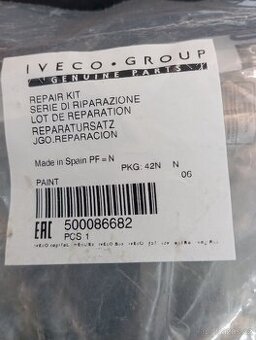 IVECO•GROUP
GENUINE PARTS
REPAIR KIT
SERIE DI RIPARAZIONE
LOT DE REPARATION
REPARATURSATZ
JGO.REPARACION
Made in Spain PF=N
PKG: 42N N
06
PAINT
EAC 500086682
PCS 1